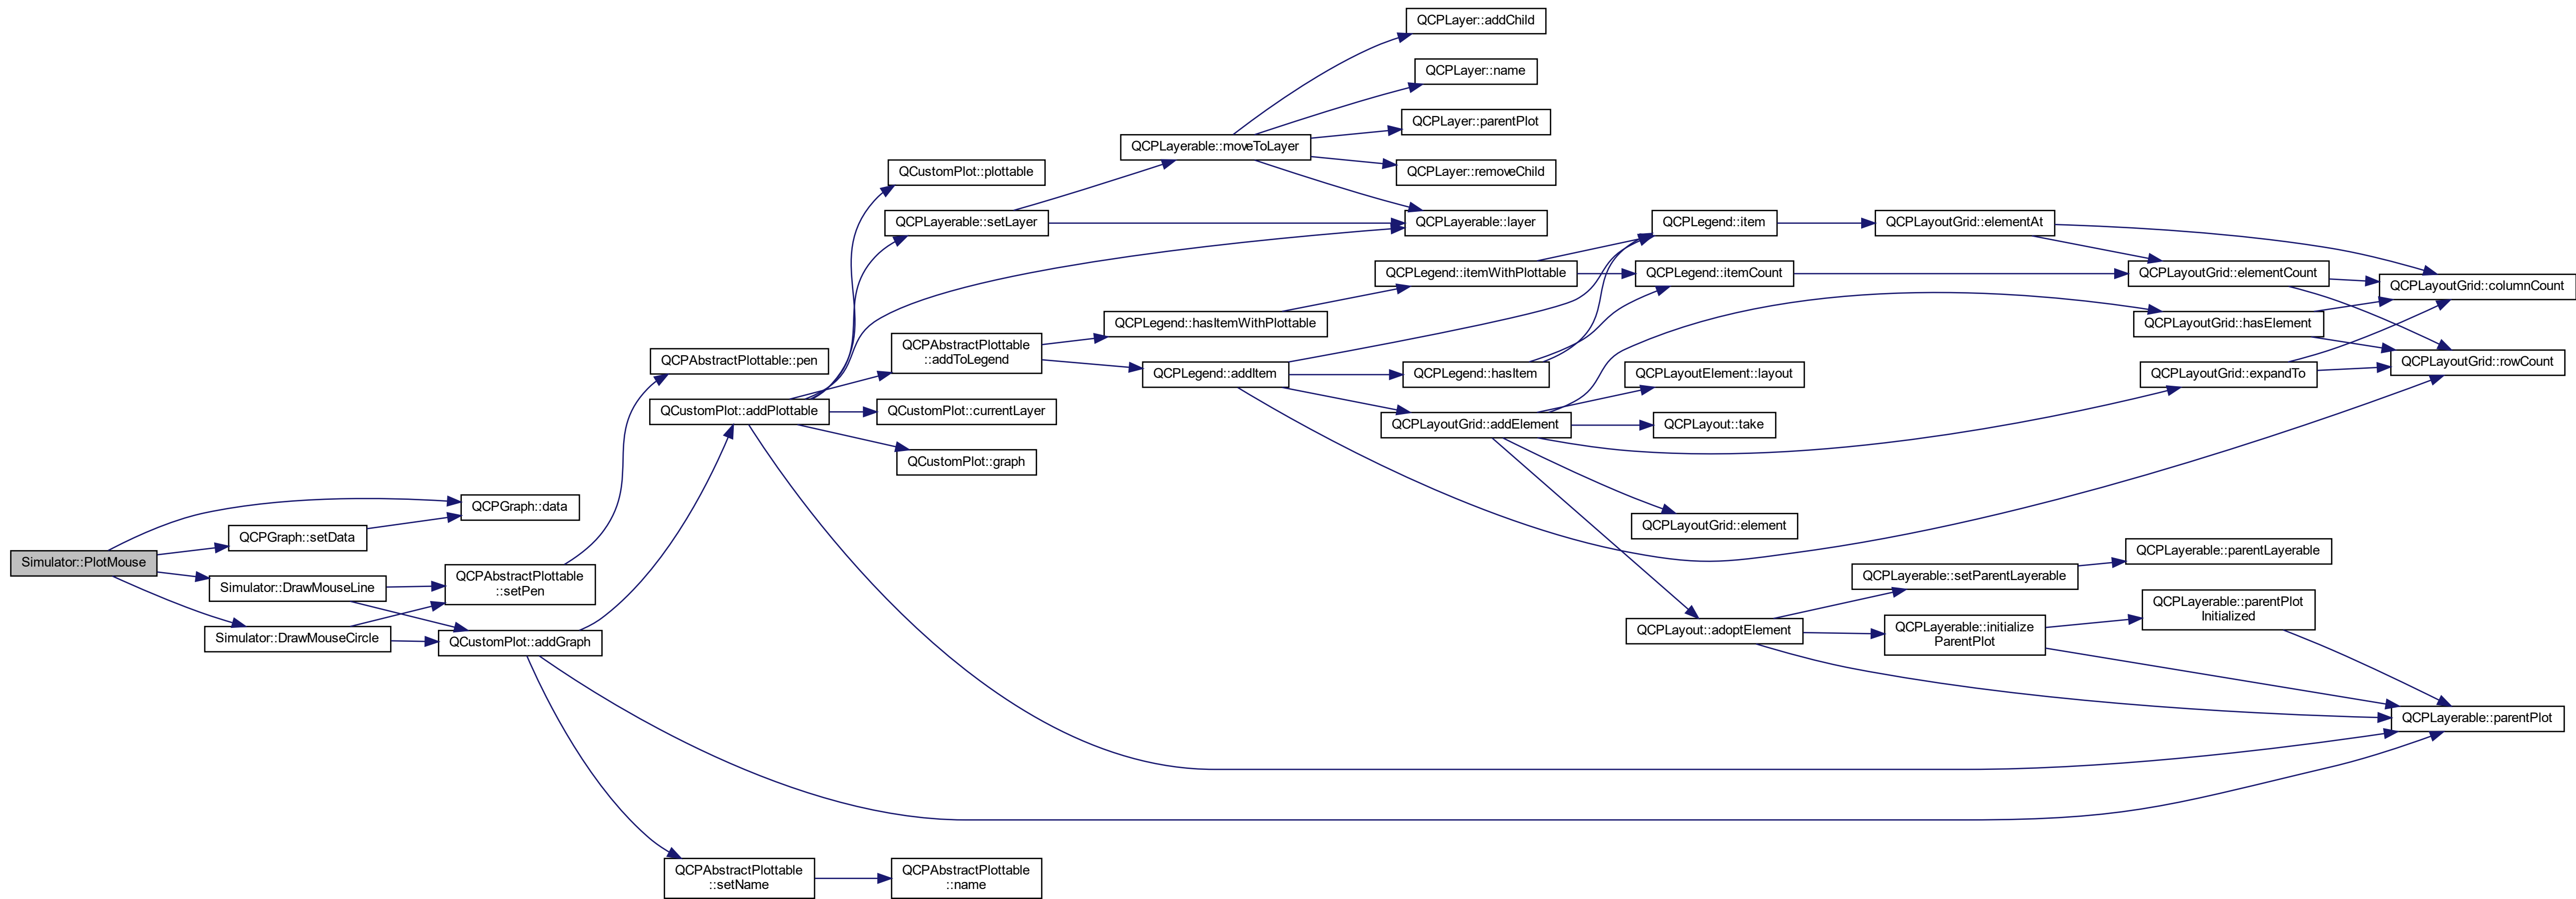 QCPLayer::addChild
QCPLayer::name
QCPLayer::parentPlot
QCPLayerable::moveToLayer
QCustomPlot::plottable
QCPLayer::removeChild
QCPLayerable::setLayer
QCPLayerable::layer
QCPLegend::item
QCPLayoutGrid::elementAt
QCPLegend::itemWithPlottable
QCPLegend::itemCount
QCPLayoutGrid::elementCount
QCPLayoutGrid::columnCount
QCPLegend::hasItemWithPlottable
QCPLayoutGrid::hasElement
QCPAbstractPlottable
::addToLegend
QCPAbstractPlottable::pen
QCPLayoutGrid::rowCount
QCPLegend::addItem
QCPLegend::hasItem
QCPLayoutElement::layout
QCPLayoutGrid::expandTo
QCustomPlot::addPlottable
QCustomPlot::currentLayer
QCPLayoutGrid::addElement
QCPLayout::take
QCustomPlot::graph
QCPGraph::data
QCPLayoutGrid::element
QCPGraph::setData
QCPLayerable::parentLayerable
Simulator::PlotMouse
Simulator::DrawMouseLine
QCPAbstractPlottable
::setPen
QCPLayerable::setParentLayerable
QCPLayerable::parentPlot
Initialized
Simulator::DrawMouseCircle
QCustomPlot::addGraph
QCPLayout::adoptElement
QCPLayerable::initialize
ParentPlot
QCPLayerable::parentPlot
QCPAbstractPlottable
::setName
QCPAbstractPlottable
::name